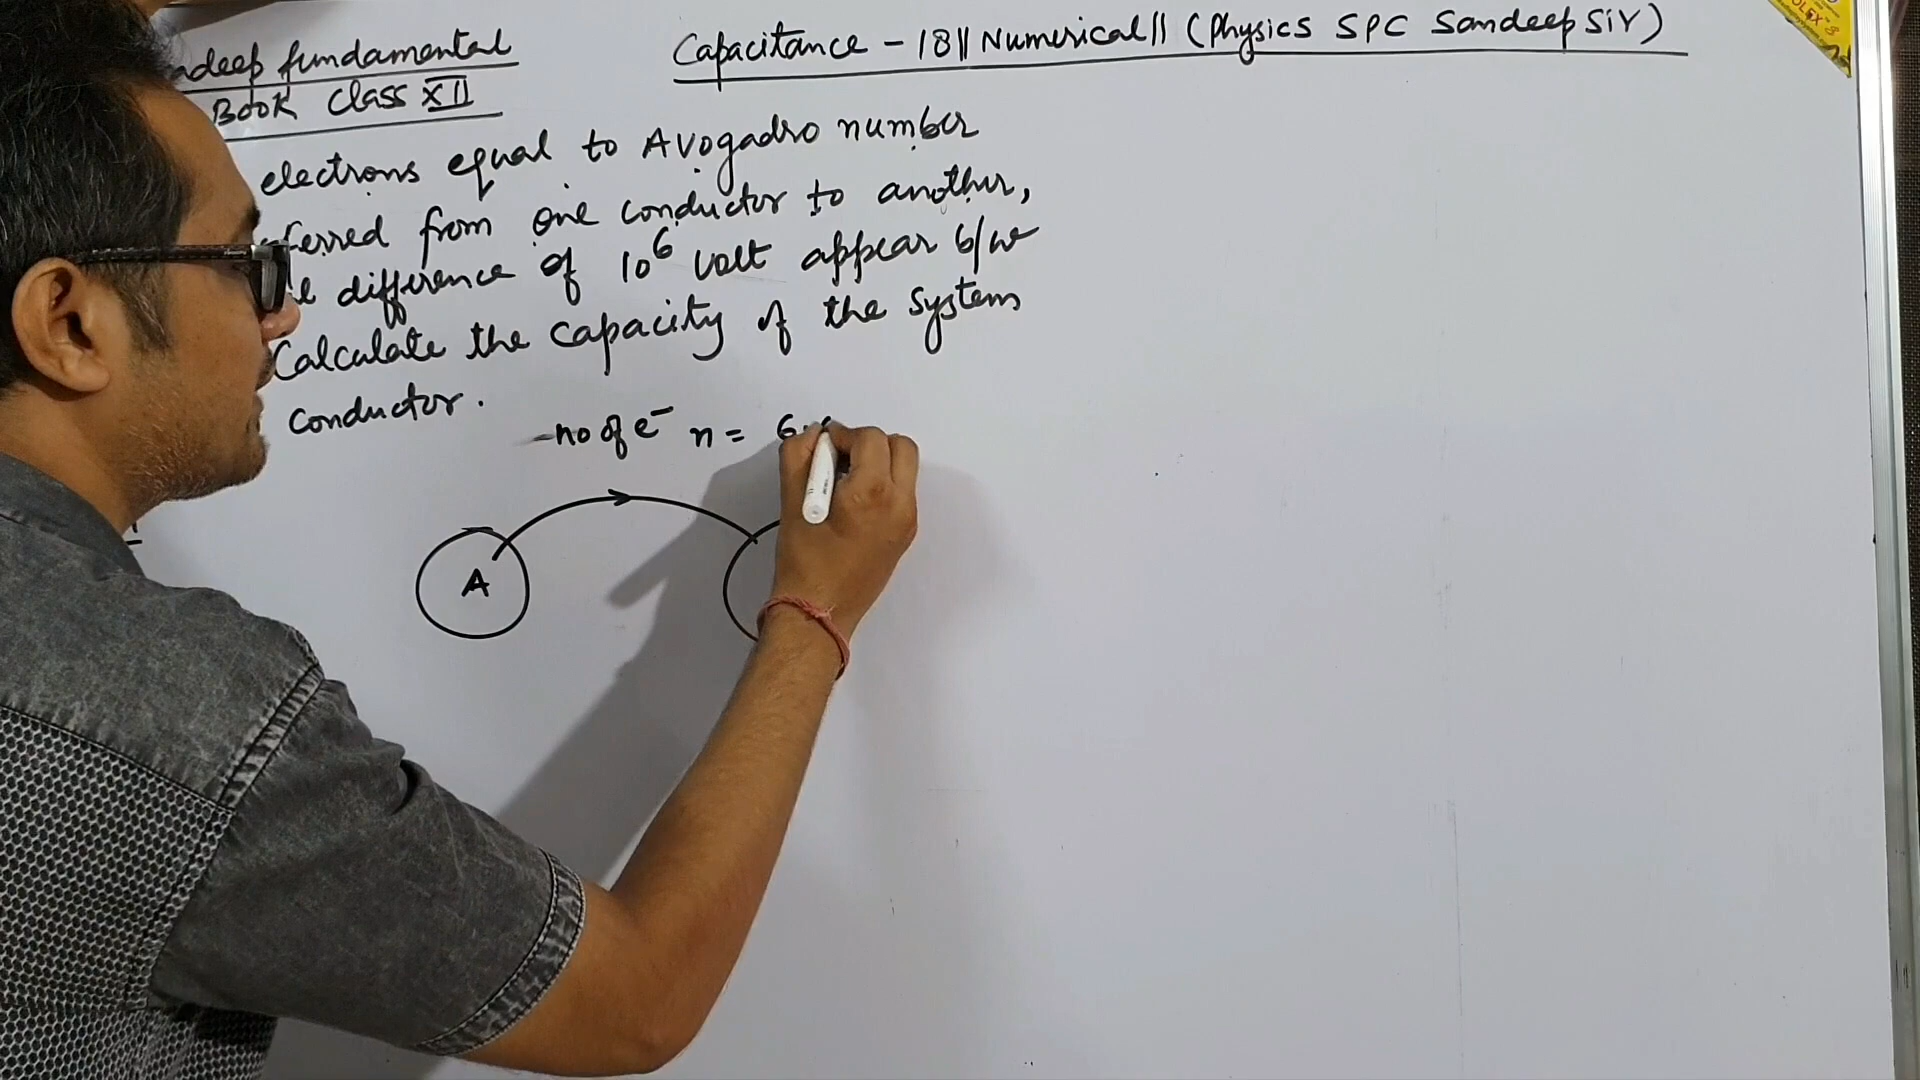 Capacitance - 18 || Numerical || (Physics SPC Sandeep Sir)
fundamental
Book Class XII
electrons equal to Avogadro number
from one conductor to another,
difference of 10⁶ volt appear b/w
Calculate the capacity of the system
conductor.
no of e⁻ n = 6.
A